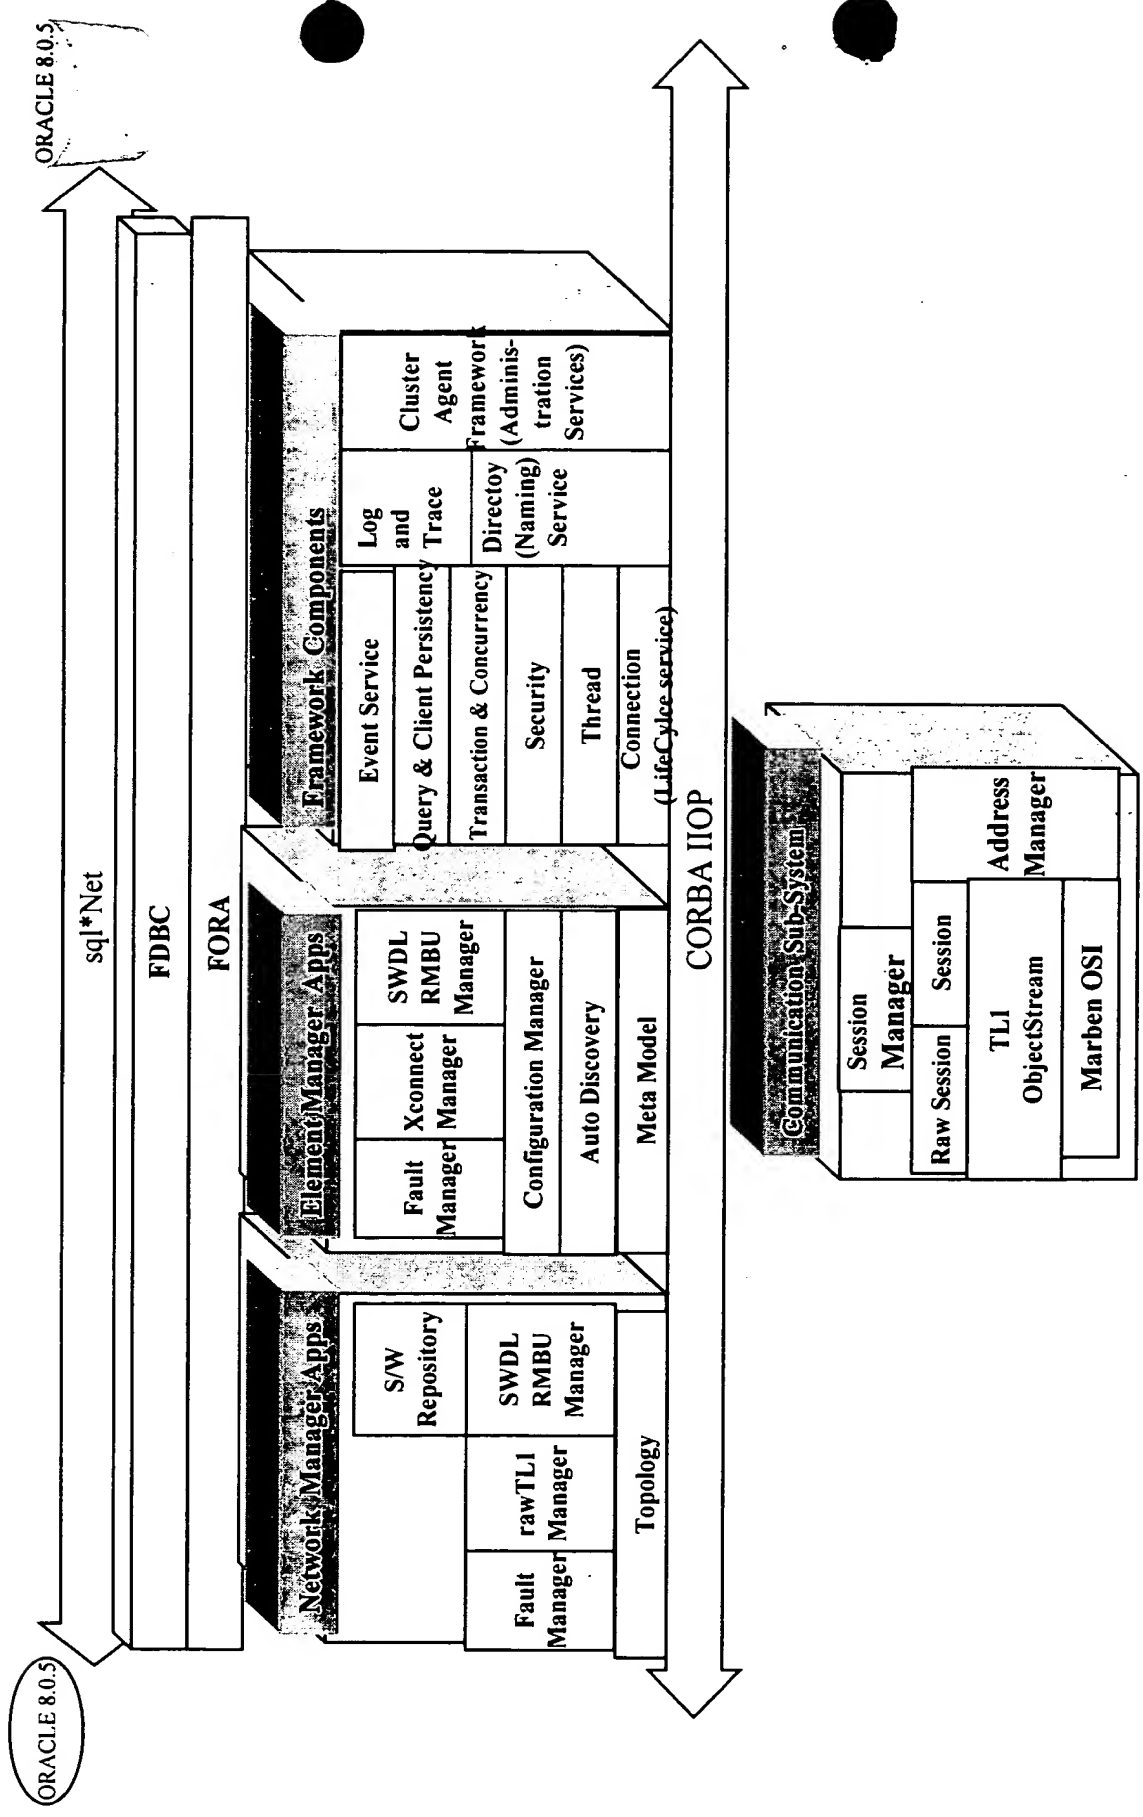 ORACLE 8.0.5
ORACLE 8.0.5
sql*Net
FDBC
FORA
Network Manager Apps
S/W
Repository
Fault
Manager
rawTL1
Manager
SWDL
RMBU
Manager
Topology
Element Manager Apps
Fault
Manager
Xconnect
Manager
SWDL
RMBU
Manager
Configuration Manager
Auto Discovery
Meta Model
Framework Components
Event Service
Query & Client Persistency
Transaction & Concurrency
Security
Thread
Connection
(LifeCylce service)
Log
and
Trace
Directoy
(Naming)
Service
Cluster
Agent
Framework
(Adminis-
tration
Services)
CORBA IIOP
Communication Sub-System
Session
Manager
Raw Session
Session
Address
Manager
TL1
ObjectStream
Marben OSI